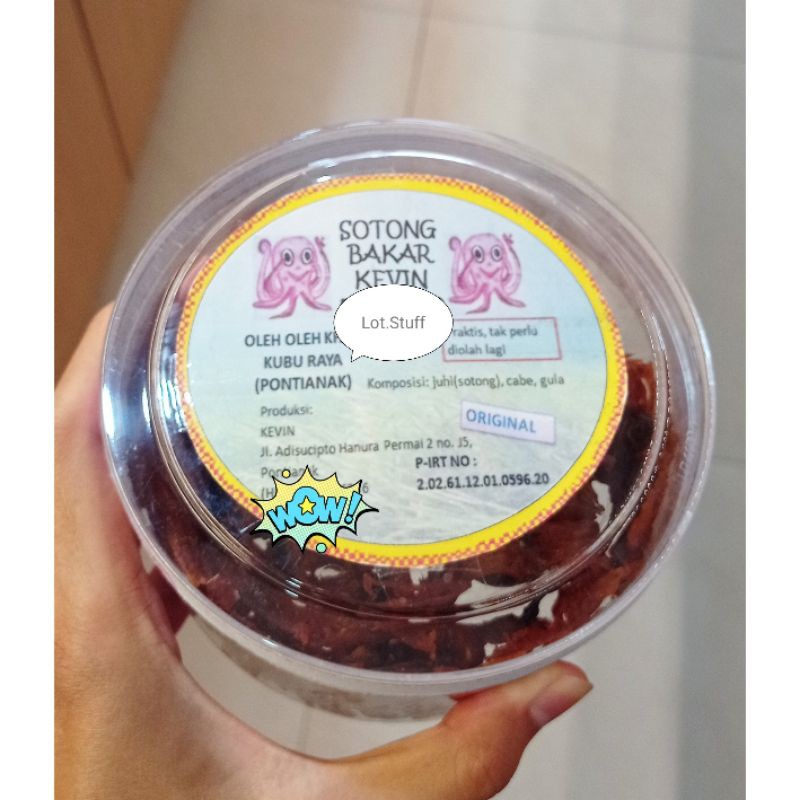 SOTONG
BAKAR
KEVIN
Lot.Stuff
OLEH OLEH
KUBU RAYA
(PONTIANAK)
tak perlu
diolah lagi
Komposisi: juhi(sotong), cabe, gula
Produksi:
KEVIN
ORIGINAL
Jl. Adisucipto Hanura Permai 2 no. J5,
P-IRT NO :
2.02.61.12.01.0596.20
WOW!